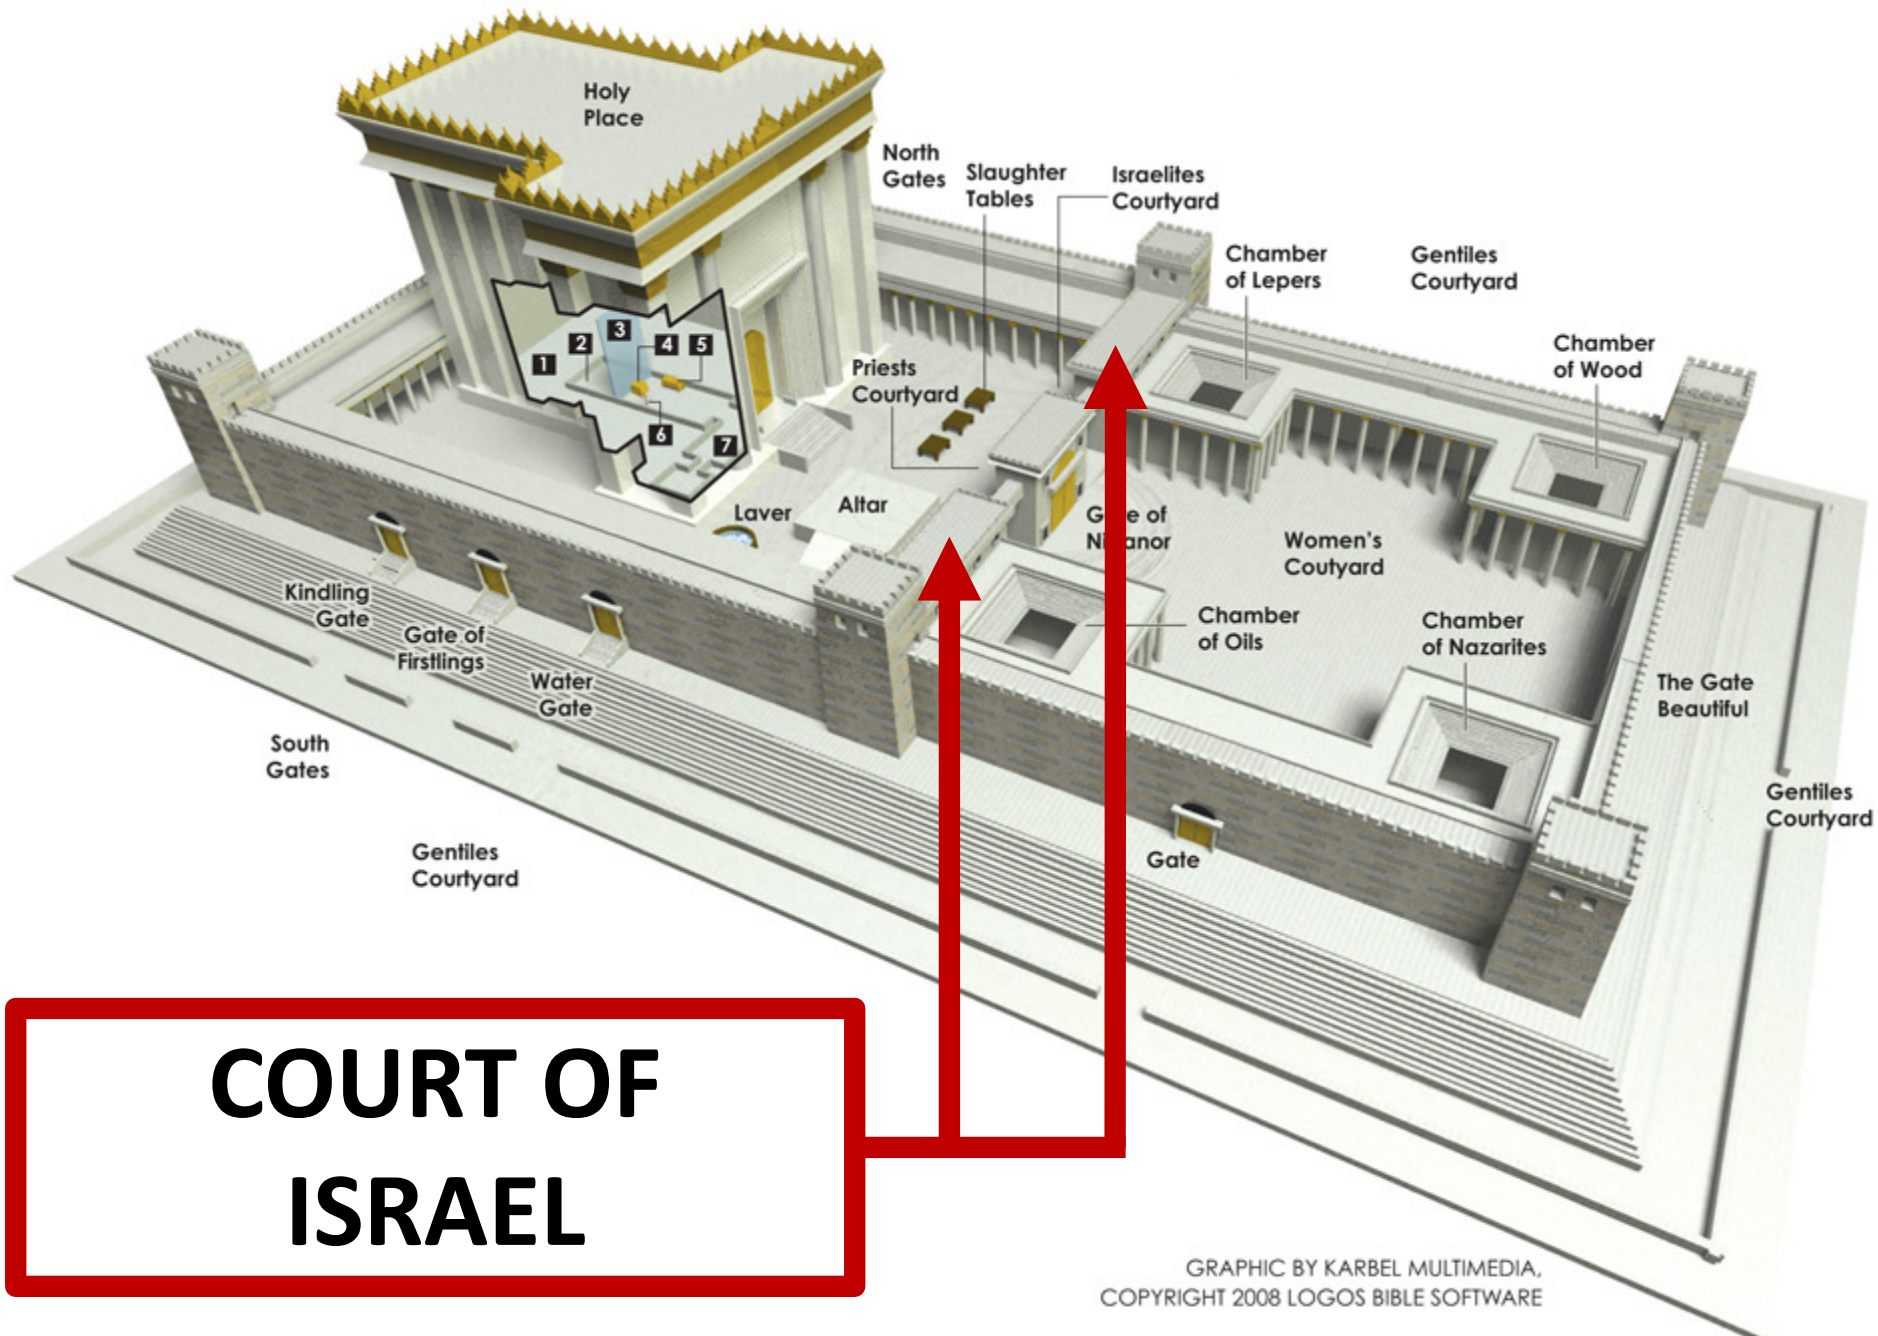 Holy
Place
North
Gates
Slaughter
Tables
Israelites
Courtyard
Chamber
of Lepers
Gentiles
Courtyard
Chamber
of Wood
1
2
3
4
5
6
7
Priests
Courtyard
Laver
Altar
Gate of
Nicanor
Women's
Coutyard
Kindling
Gate
Gate of
Firstlings
Water
Gate
Chamber
of Oils
Chamber
of Nazarites
The Gate
Beautiful
South
Gates
Gentiles
Courtyard
Gate
Gentiles
Courtyard
COURT OF
ISRAEL
GRAPHIC BY KARBEL MULTIMEDIA,
COPYRIGHT 2008 LOGOS BIBLE SOFTWARE